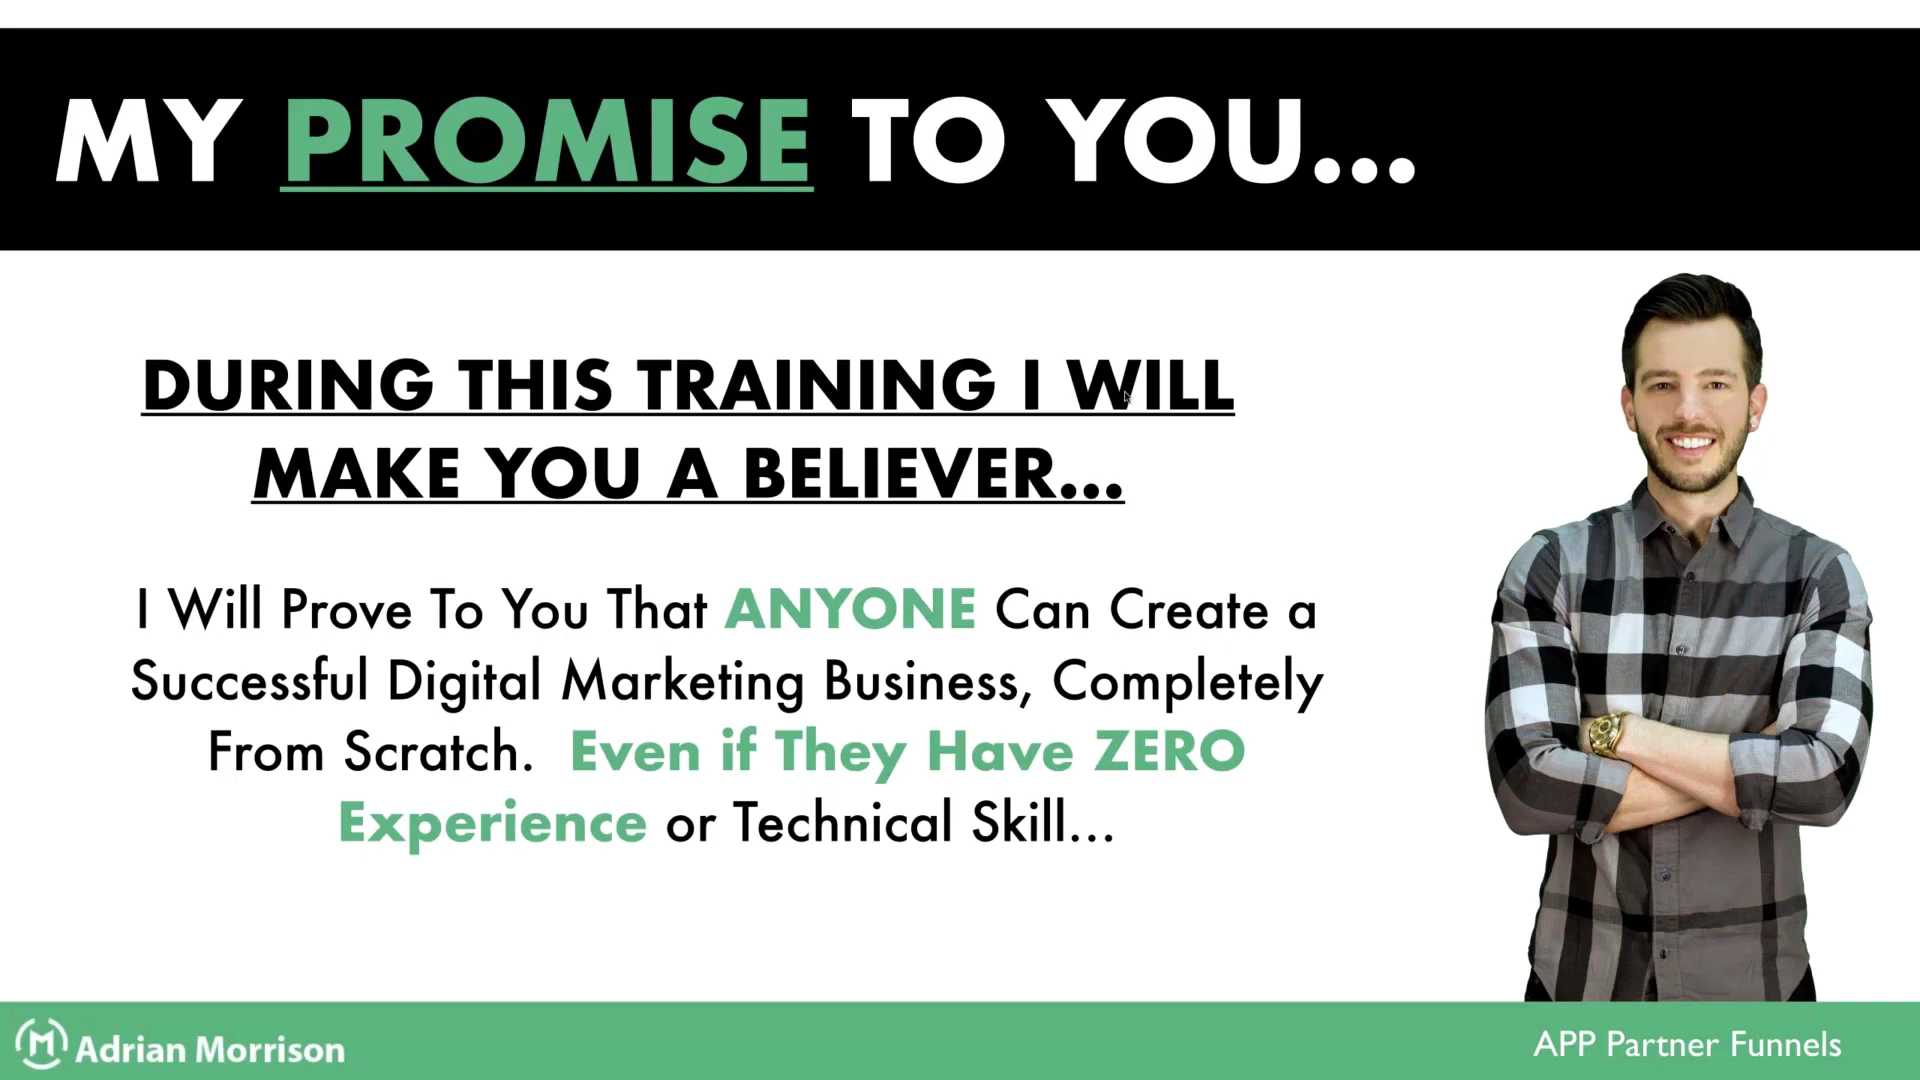 MY PROMISE TO YOU...
DURING THIS TRAINING I WILL
MAKE YOU A BELIEVER...
I Will Prove To You That ANYONE Can Create a
Successful Digital Marketing Business, Completely
From Scratch. Even if They Have ZERO
Experience or Technical Skill...
M Adrian Morrison
APP Partner Funnels